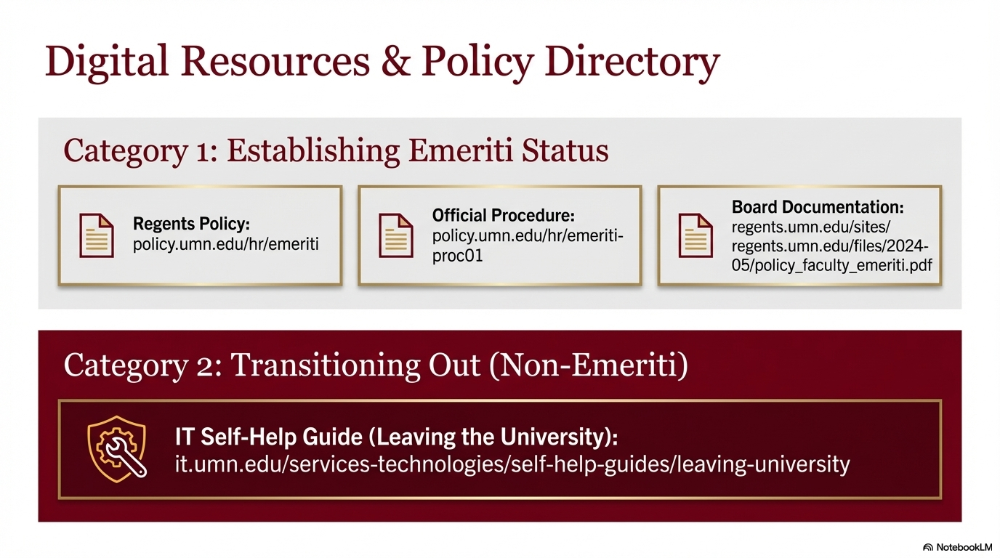 Digital Resources & Policy Directory
Category 1: Establishing Emeriti Status
Regents Policy:
policy.umn.edu/hr/emeriti
Official Procedure:
policy.umn.edu/hr/emeriti-
proc01
Board Documentation:
regents.umn.edu/sites/
regents.umn.edu/files/2024-
05/policy_faculty_emeriti.pdf
Category 2: Transitioning Out (Non-Emeriti)
IT Self-Help Guide (Leaving the University):
it.umn.edu/services-technologies/self-help-guides/leaving-university
NotebookLM